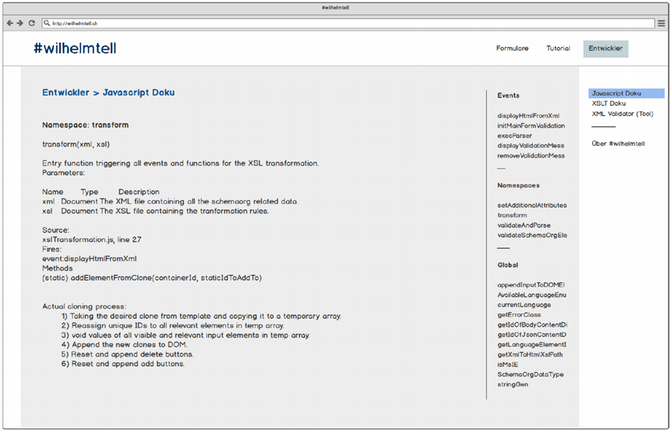 #wilhelmtell
http://wilhelmtell.ch
#wilhelmtell
Formulare Tutorial Entwickler
Entwickler > Javascript Doku
Namespace: transform
transform(xml, xsl)
Entry function triggering all events and functions for the XSL transformation.
Parameters:
Name Type Description
xml Document The XML file containing all the schemaorg related data.
xsl Document The XSL file containing the tranformation rules.
Source:
xslTransformation.js, line 27
Fires:
event:displayHtmlFromXml
Methods
(static) addElementFromClone(containerId, staticIdToAddTo)
Actual cloning process:
1) Taking the desired clone from template and copying it to a temporary array.
2) Reassign unique IDs to all relevant elements in temp array.
3) void values of all visible and relevant input elements in temp array.
4) Append the new clones to DOM.
5) Reset and append delete buttons.
6) Reset and append add buttons.
Events
displayHtmlFromXml
initMainFormValidation
execParser
displayValidationMess
removeValidationMess
Namespaces
setAdditionalAttributes
transform
validateAndParse
validateSchemaOrgEle
Global
appendInputToDOMEl
AvailableLanguageEnu
currentLanguage
getErrorClass
getIdOfBodyContentDi
getIdOfJsonContentD
getLanguageElementI
getXmlToHtmlXslPath
isMsIE
SchemaOrgDataType
stringGen
Javascript Doku
XSLT Doku
XML Validator (Tool)
Über #wilhelmtell